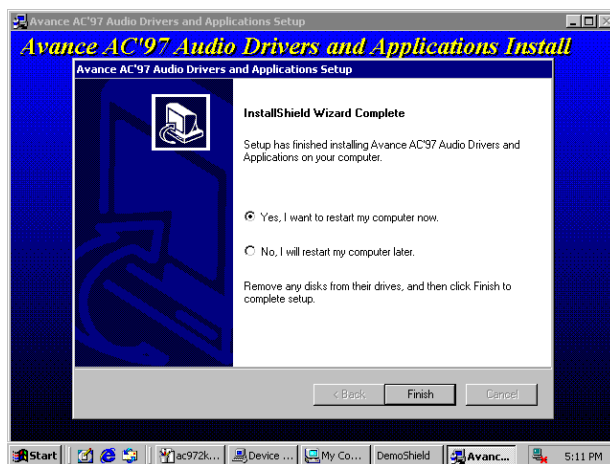 Avance AC'97 Audio Drivers and Applications Setup
Avance AC'97 Audio Drivers and Applications Install
Avance AC'97 Audio Drivers and Applications Setup
InstallShield Wizard Complete
Setup has finished installing Avance AC'97 Audio Drivers and
Applications on your computer.
Yes, I want to restart my computer now.
No, I will restart my computer later.
Remove any disks from their drives, and then click Finish to
complete setup.
< Back
Finish
Cancel
Start
ac972k...
Device ...
My Co...
DemoShield
Avanc...
5:11 PM